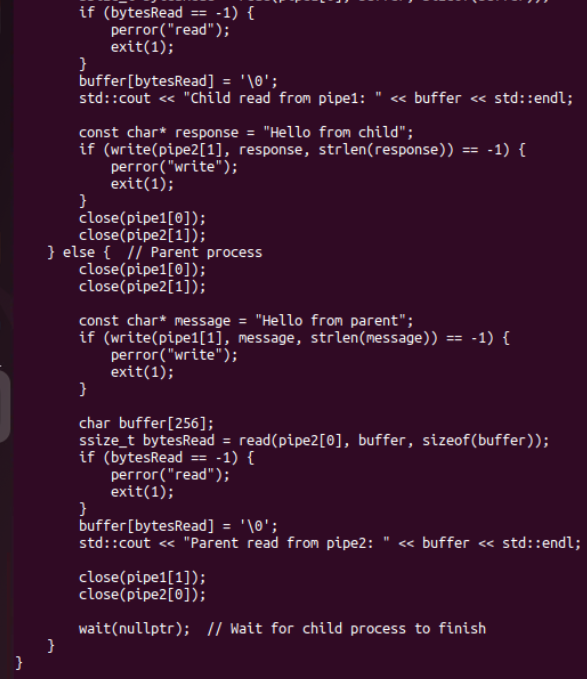 if (bytesRead == -1) {
perror("read");
exit(1);
}
buffer[bytesRead] = '\0';
std::cout << "Child read from pipe1: " << buffer << std::endl;
const char* response = "Hello from child";
if (write(pipe2[1], response, strlen(response)) == -1) {
perror("write");
exit(1);
}
close(pipe1[0]);
close(pipe2[1]);
} else {  // Parent process
close(pipe1[0]);
close(pipe2[1]);
const char* message = "Hello from parent";
if (write(pipe1[1], message, strlen(message)) == -1) {
perror("write");
exit(1);
}
char buffer[256];
ssize_t bytesRead = read(pipe2[0], buffer, sizeof(buffer));
if (bytesRead == -1) {
perror("read");
exit(1);
}
buffer[bytesRead] = '\0';
std::cout << "Parent read from pipe2: " << buffer << std::endl;
close(pipe1[1]);
close(pipe2[0]);
wait(nullptr);  // Wait for child process to finish
}
}